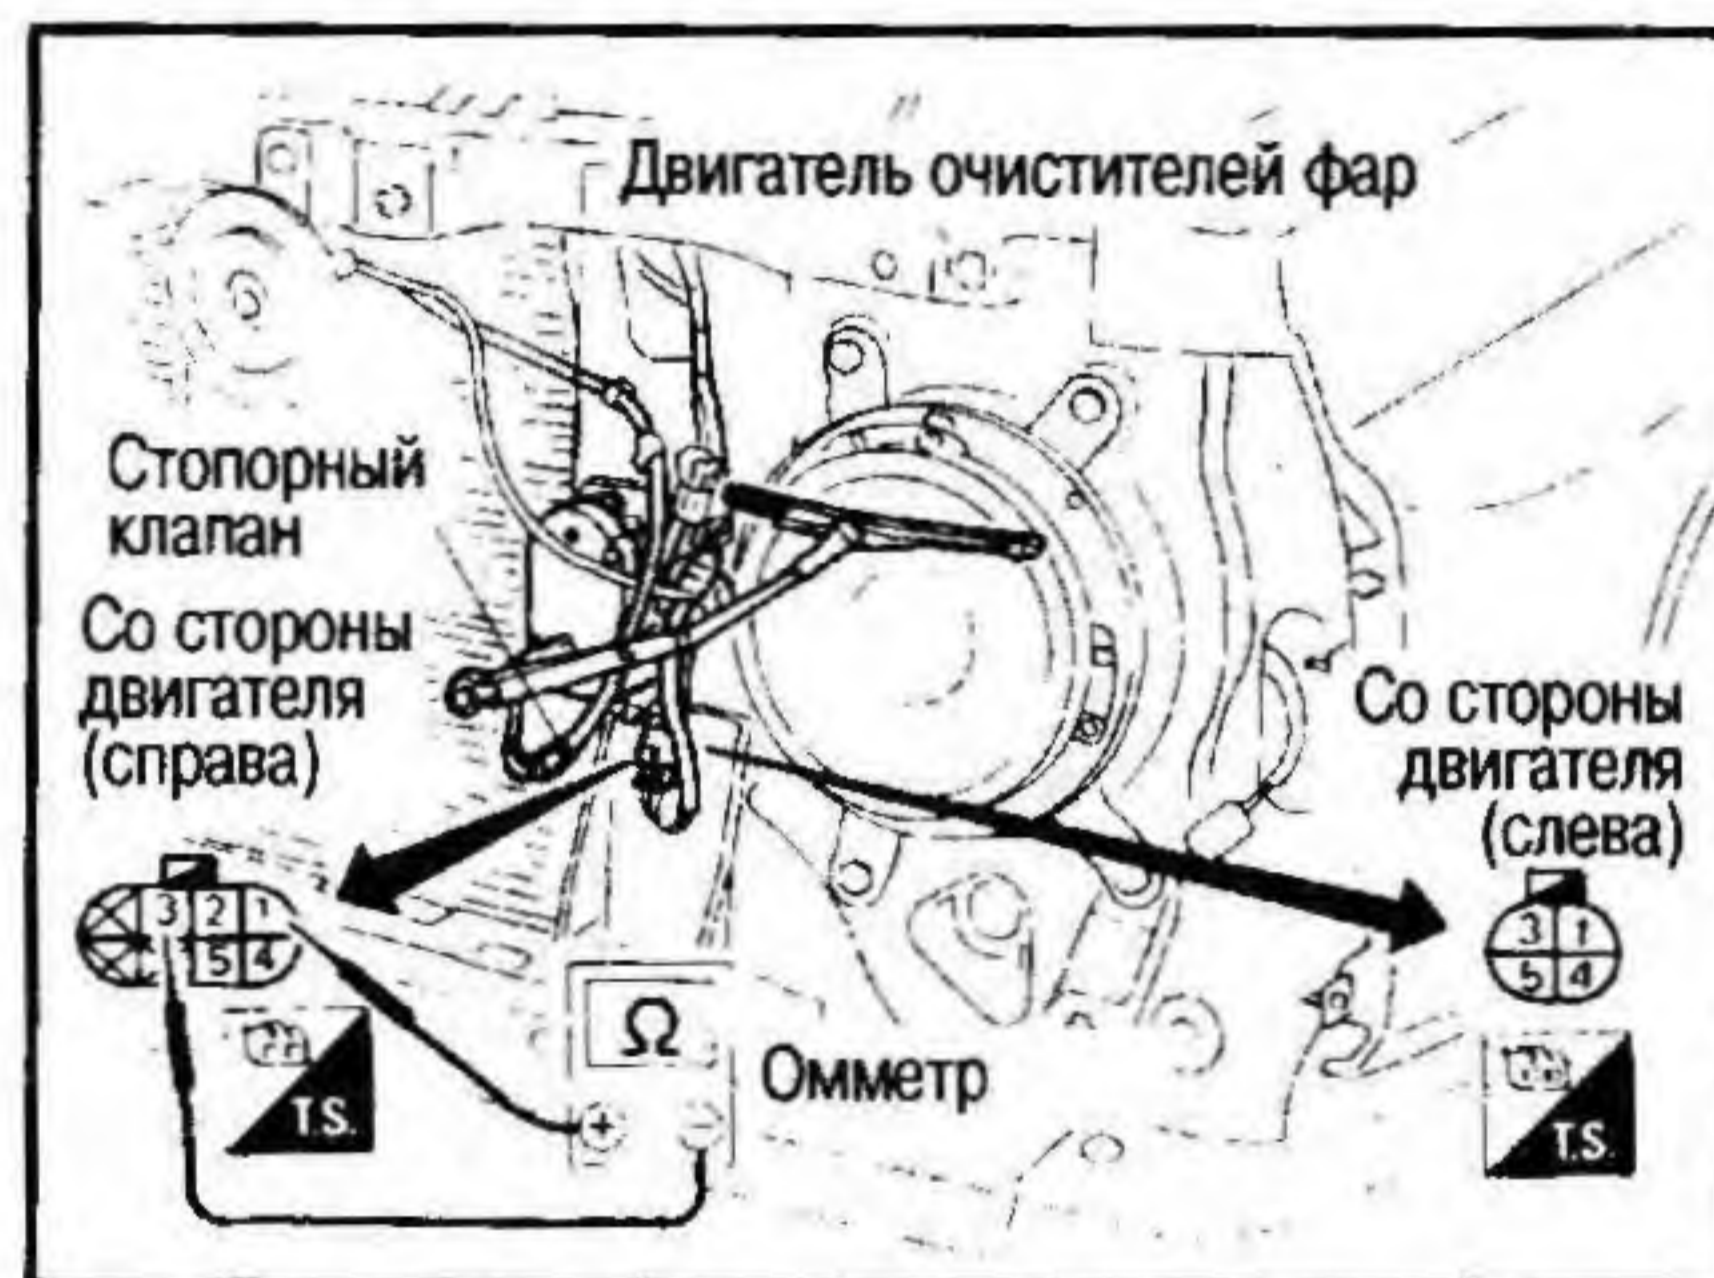 Двигатель очистителей фар
Стопорный
клапан
Со стороны
двигателя
(справа)
Со стороны
двигателя
(слева)
3 2 1
5 4
3 1
5 4
Ω
Омметр
+ −
T.S.
T.S.